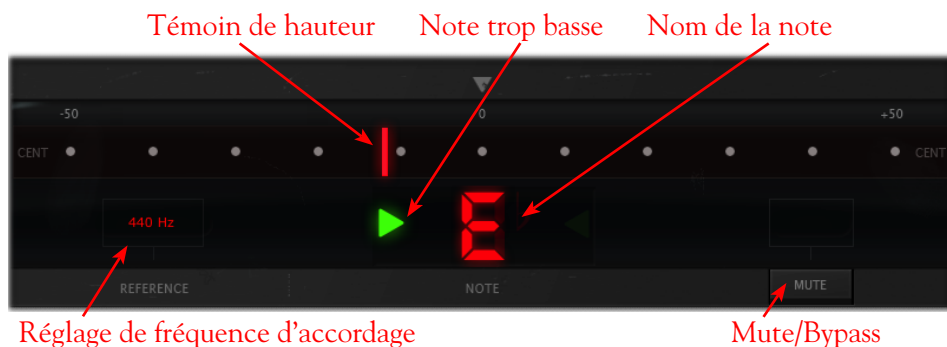 Témoin de hauteur Note trop basse Nom de la note
-50 0 +50
CENT CENT
440 Hz E
REFERENCE NOTE MUTE
Réglage de fréquence d'accordage Mute/Bypass